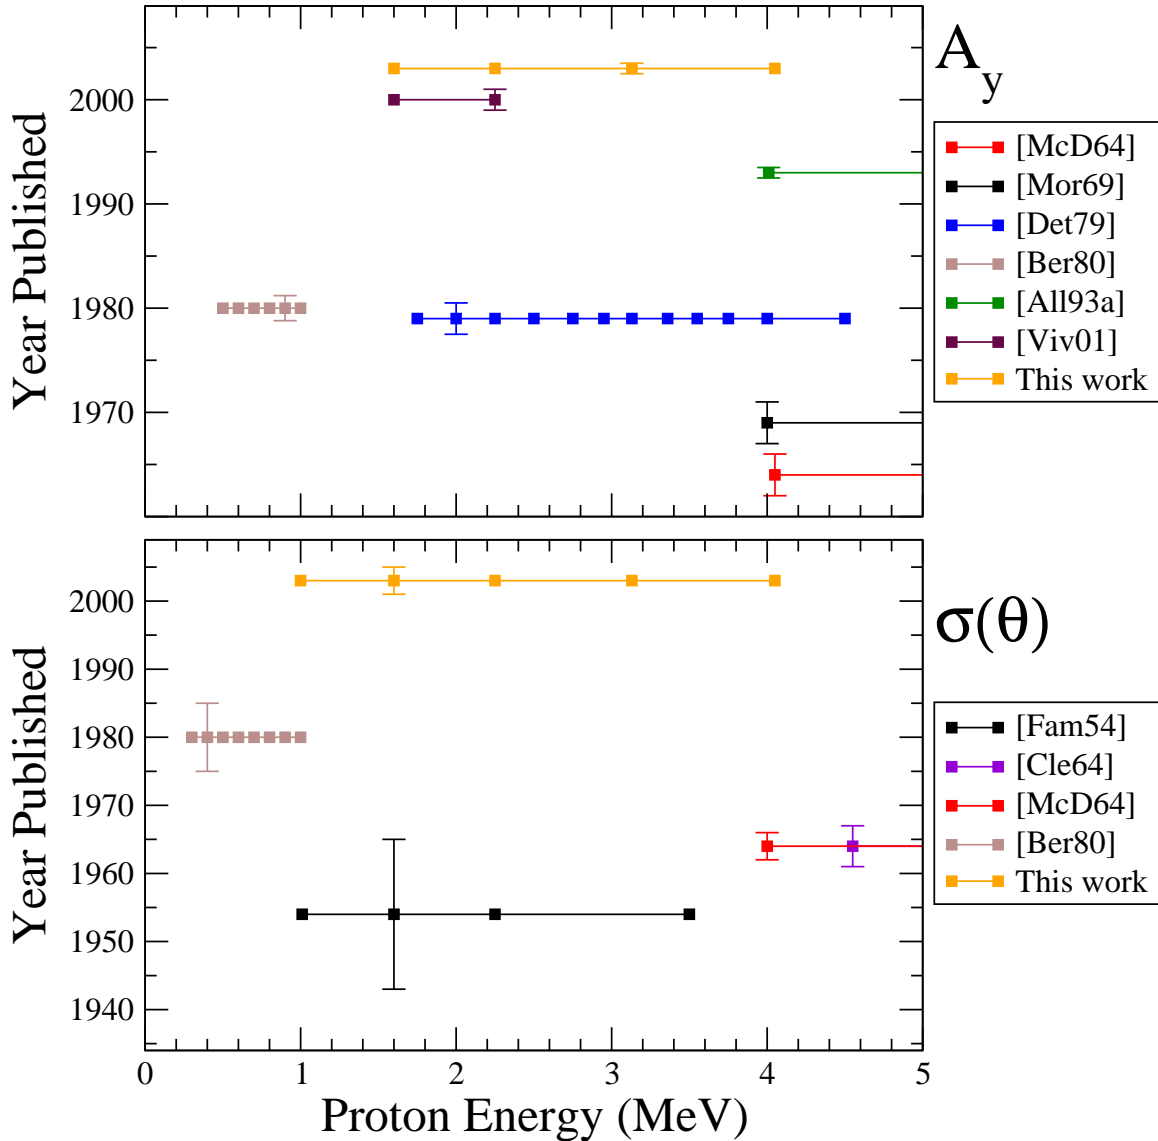 A_y
Year Published
2000
1990
1980
1970
[McD64]
[Mor69]
[Det79]
[Ber80]
[All93a]
[Viv01]
This work
σ(θ)
Year Published
2000
1990
1980
1970
1960
1950
1940
[Fam54]
[Cle64]
[McD64]
[Ber80]
This work
0 1 2 3 4 5
Proton Energy (MeV)